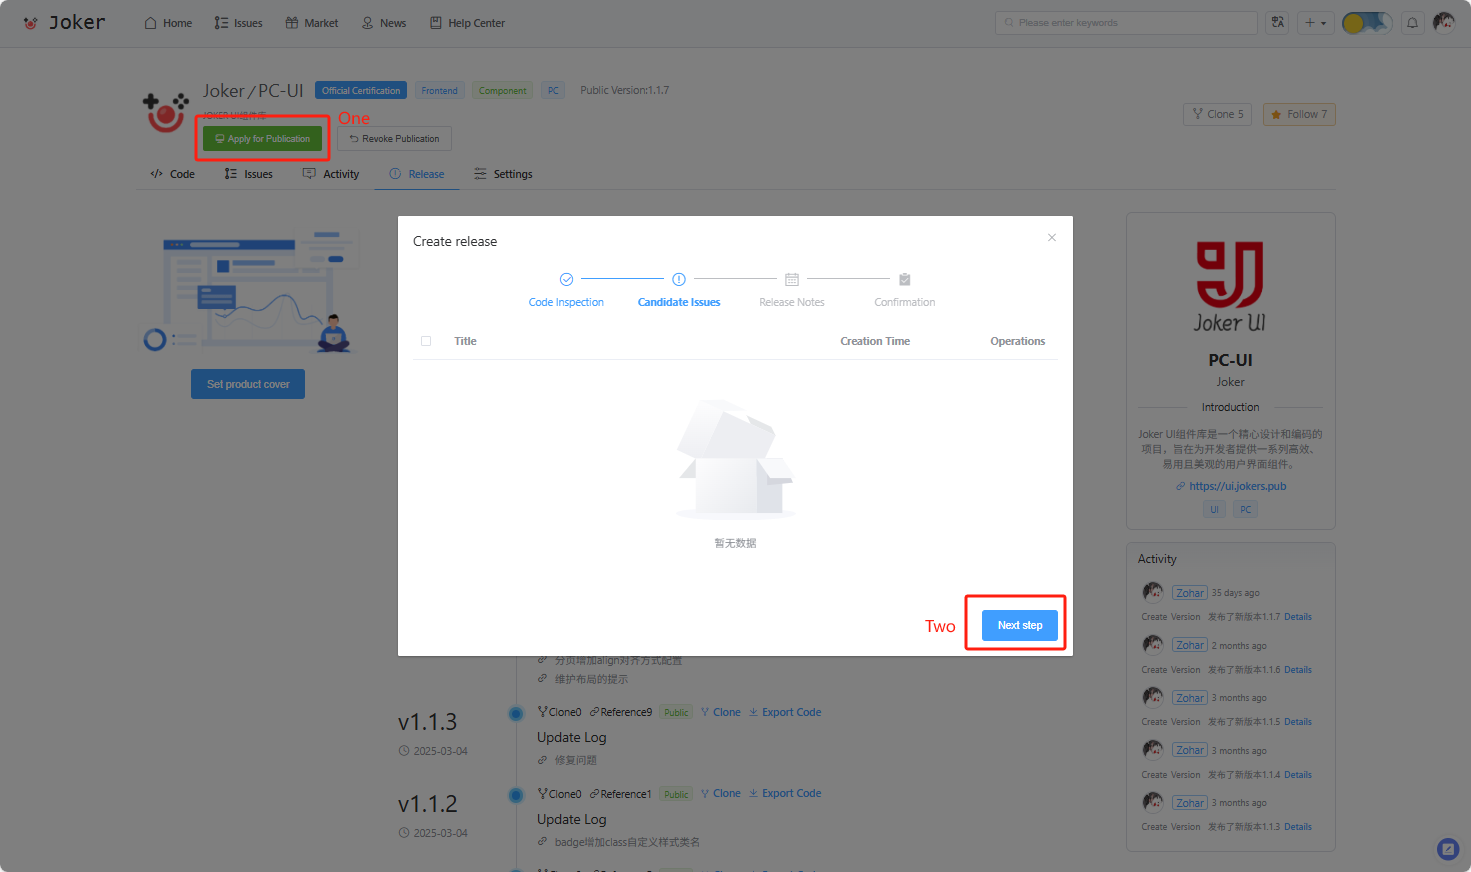 Joker
Home
Issues
Market
News
Help Center
Please enter keywords
Joker / PC-UI
Official Certification
Frontend
Component
PC
Public Version:1.1.7
JOKER UI组件库
One
Apply for Publication
Revoke Publication
Clone 5
Follow 7
Code
Issues
Activity
Release
Settings
Set product cover
Create release
Code Inspection
Candidate Issues
Release Notes
Confirmation
Title
Creation Time
Operations
暂无数据
Two
Next step
分页增加align对齐方式配置
维护布局的提示
v1.1.3
2025-03-04
Clone0
Reference9
Public
Clone
Export Code
Update Log
修复问题
v1.1.2
2025-03-04
Clone0
Reference1
Public
Clone
Export Code
Update Log
badge增加class自定义样式类名
Joker UI
PC-UI
Joker
Introduction
Joker UI组件库是一个精心设计和编码的
项目，旨在为开发者提供一系列高效、
易用且美观的用户界面组件。
https://ui.jokers.pub
UI
PC
Activity
Zohar 35 days ago
Create Version 发布了新版本1.1.7 Details
Zohar 2 months ago
Create Version 发布了新版本1.1.6 Details
Zohar 3 months ago
Create Version 发布了新版本1.1.5 Details
Zohar 3 months ago
Create Version 发布了新版本1.1.4 Details
Zohar 3 months ago
Create Version 发布了新版本1.1.3 Details